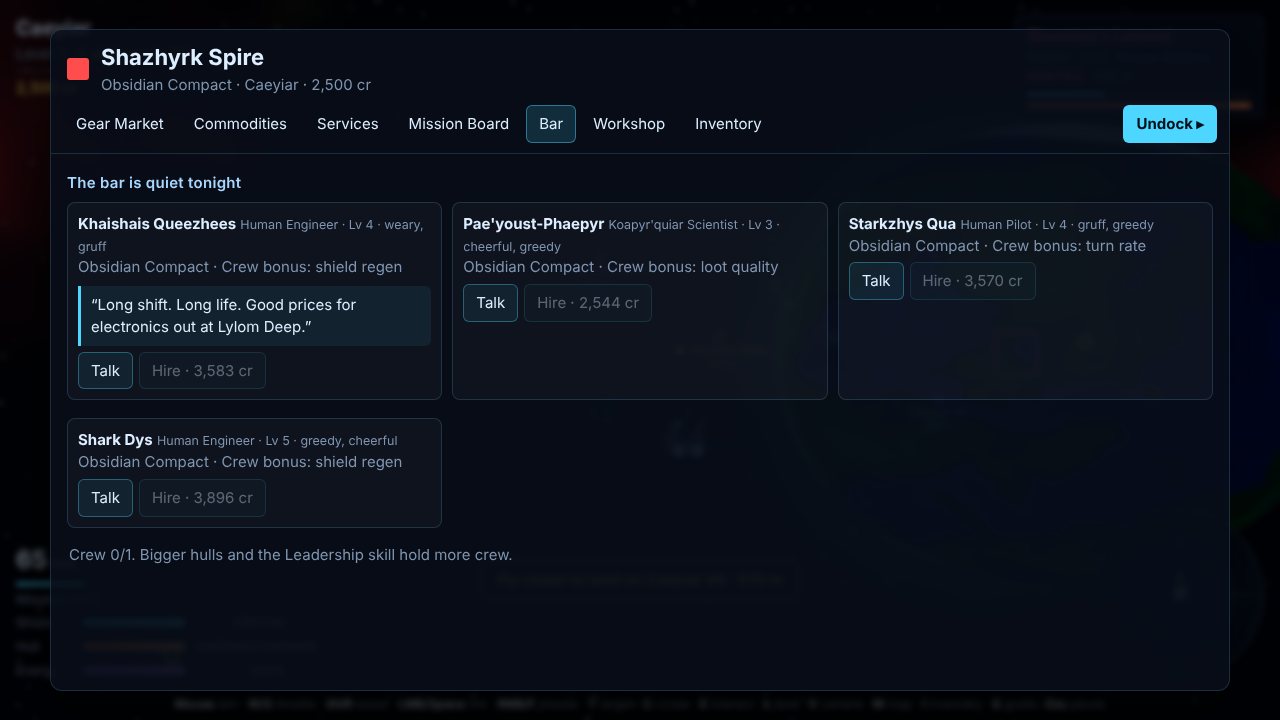 Shazhyrk Spire
Obsidian Compact · Caeyiar · 2,500 cr
Gear Market Commodities Services Mission Board Bar Workshop Inventory Undock ▸
The bar is quiet tonight
Khaishais Queezhees Human Engineer · Lv 4 · weary,
gruff
Obsidian Compact · Crew bonus: shield regen
“Long shift. Long life. Good prices for
electronics out at Lylom Deep.”
Talk Hire · 3,583 cr
Pae'youst-Phaepyr Koapyr'quiar Scientist · Lv 3 ·
cheerful, greedy
Obsidian Compact · Crew bonus: loot quality
Talk Hire · 2,544 cr
Starkzhys Qua Human Pilot · Lv 4 · gruff, greedy
Obsidian Compact · Crew bonus: turn rate
Talk Hire · 3,570 cr
Shark Dys Human Engineer · Lv 5 · greedy, cheerful
Obsidian Compact · Crew bonus: shield regen
Talk Hire · 3,896 cr
Crew 0/1. Bigger hulls and the Leadership skill hold more crew.